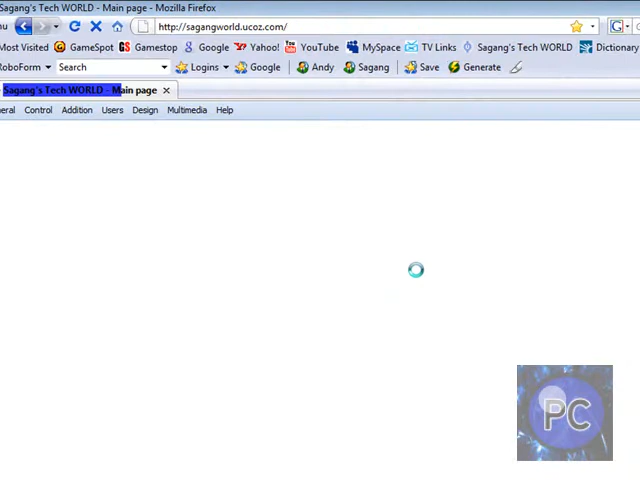 Sagang's Tech WORLD - Main page - Mozilla Firefox
http://sagangworld.ucoz.com/
G
Most Visited GameSpot GS Gamestop Google Yahoo! YouTube MySpace TV Links Sagang's Tech WORLD Dictionary
RoboForm Search Logins Google Andy Sagang Save Generate
Sagang's Tech WORLD - Main page
Control Addition Users Design Multimedia Help
PC